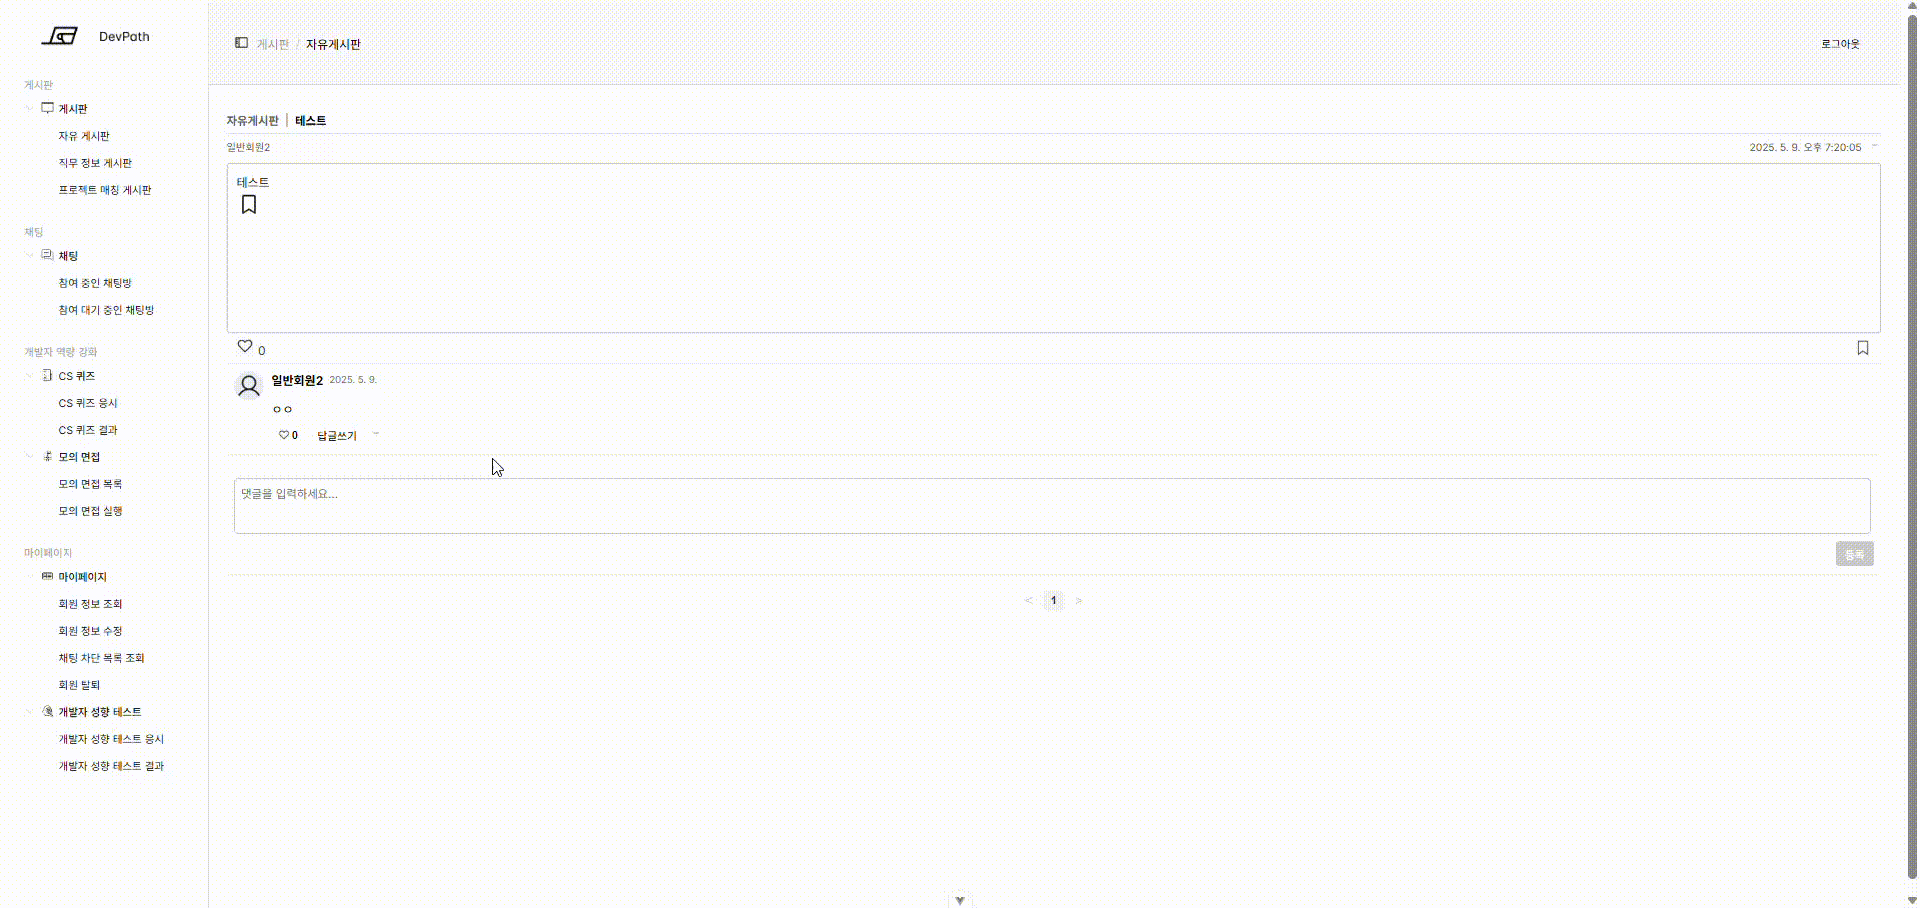 DevPath
게시판
게시판
자유 게시판
직무 정보 게시판
프로젝트 매칭 게시판
채팅
채팅
참여 중인 채팅방
참여 대기 중인 채팅방
개발자 역량 강화
CS 퀴즈
CS 퀴즈 응시
CS 퀴즈 결과
모의 면접
모의 면접 목록
모의 면접 실행
마이페이지
마이페이지
회원 정보 조회
회원 정보 수정
채팅 차단 목록 조회
회원 탈퇴
개발자 성향 테스트
개발자 성향 테스트 응시
개발자 성향 테스트 결과
게시판 / 자유게시판
로그아웃
자유게시판 | 테스트
일반회원2
2025. 5. 9. 오후 7:20:05
테스트
0
일반회원2 2025. 5. 9.
ㅇㅇ
0 답글쓰기
댓글을 입력하세요...
등록
< 1 >